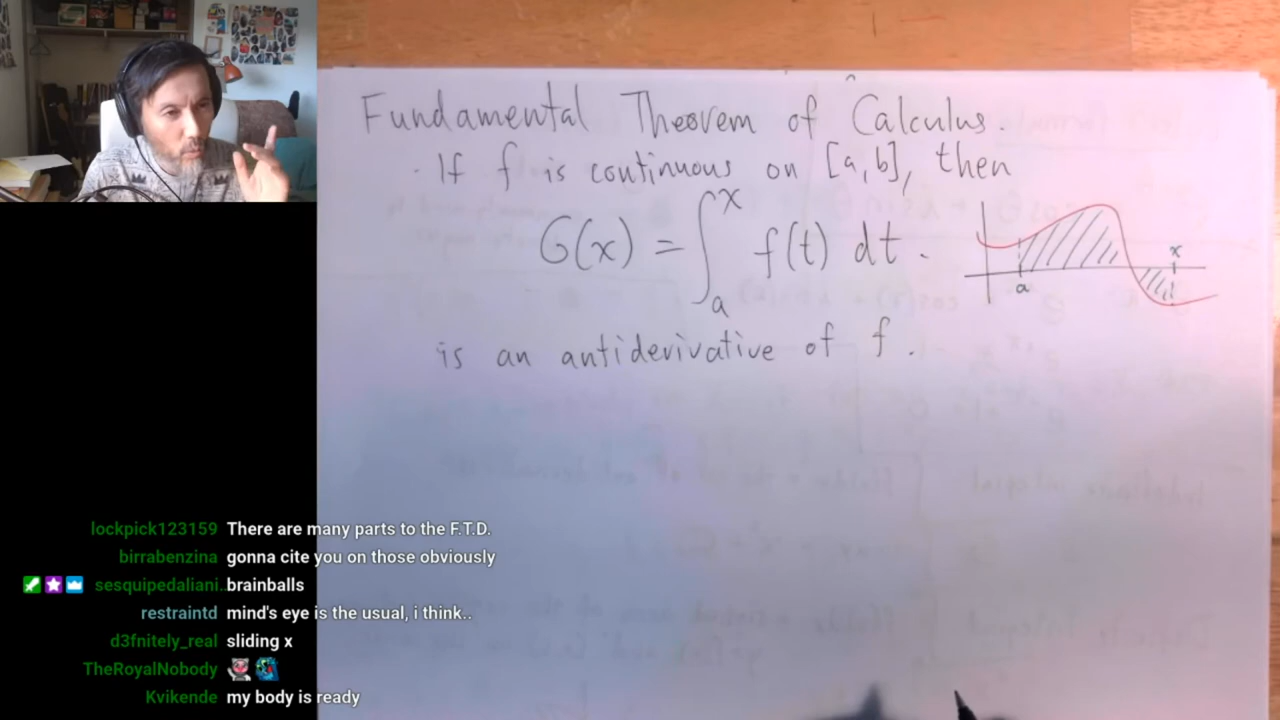 Fundamental Theorem of Calculus.
· If f is continuous on [a,b], then
G(x) = ∫ₐˣ f(t) dt.
a
x
is an antiderivative of f.
lockpick123159 There are many parts to the F.T.D.
birrabenzina gonna cite you on those obviously
sesquipedaliani.. brainballs
restraintd mind's eye is the usual, i think..
d3fnitely_real sliding x
TheRoyalNobody
Kvikende my body is ready